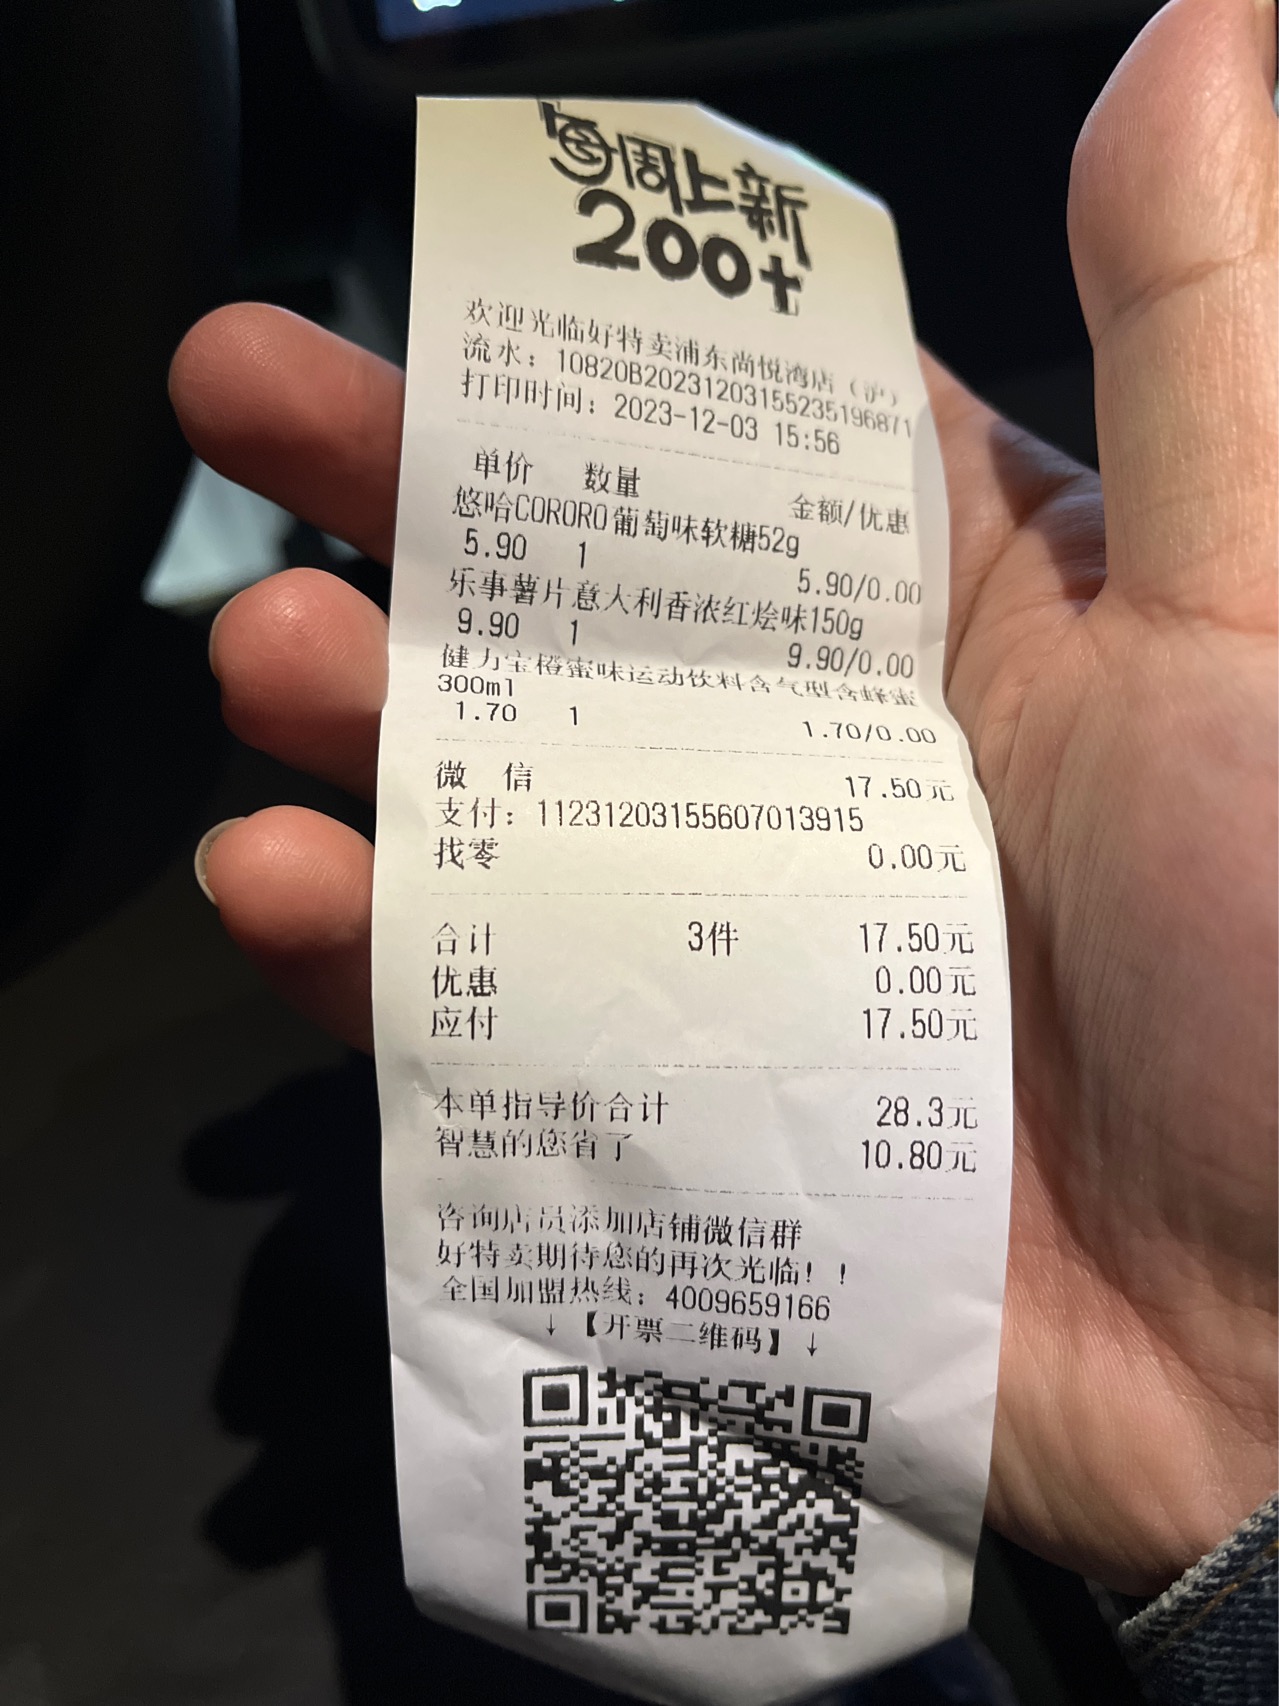 每周上新
200+
欢迎光临好特卖浦东尚悦湾店（沪）
流水：10820B20231203155235196871
打印时间：2023-12-03 15:56
单价 数量 金额/优惠
悠哈CORORO葡萄味软糖52g
5.90 1 5.90/0.00
乐事薯片意大利香浓红烩味150g
9.90 1 9.90/0.00
健力宝橙蜜味运动饮料含气型含蜂蜜
300ml
1.70 1 1.70/0.00
微 信 17.50元
支付：11231203155607013915
找零 0.00元
合计 3件 17.50元
优惠 0.00元
应付 17.50元
本单指导价合计 28.3元
智慧的您省了 10.80元
咨询店员添加店铺微信群
好特卖期待您的再次光临！！
全国加盟热线：4009659166
↓【开票二维码】↓